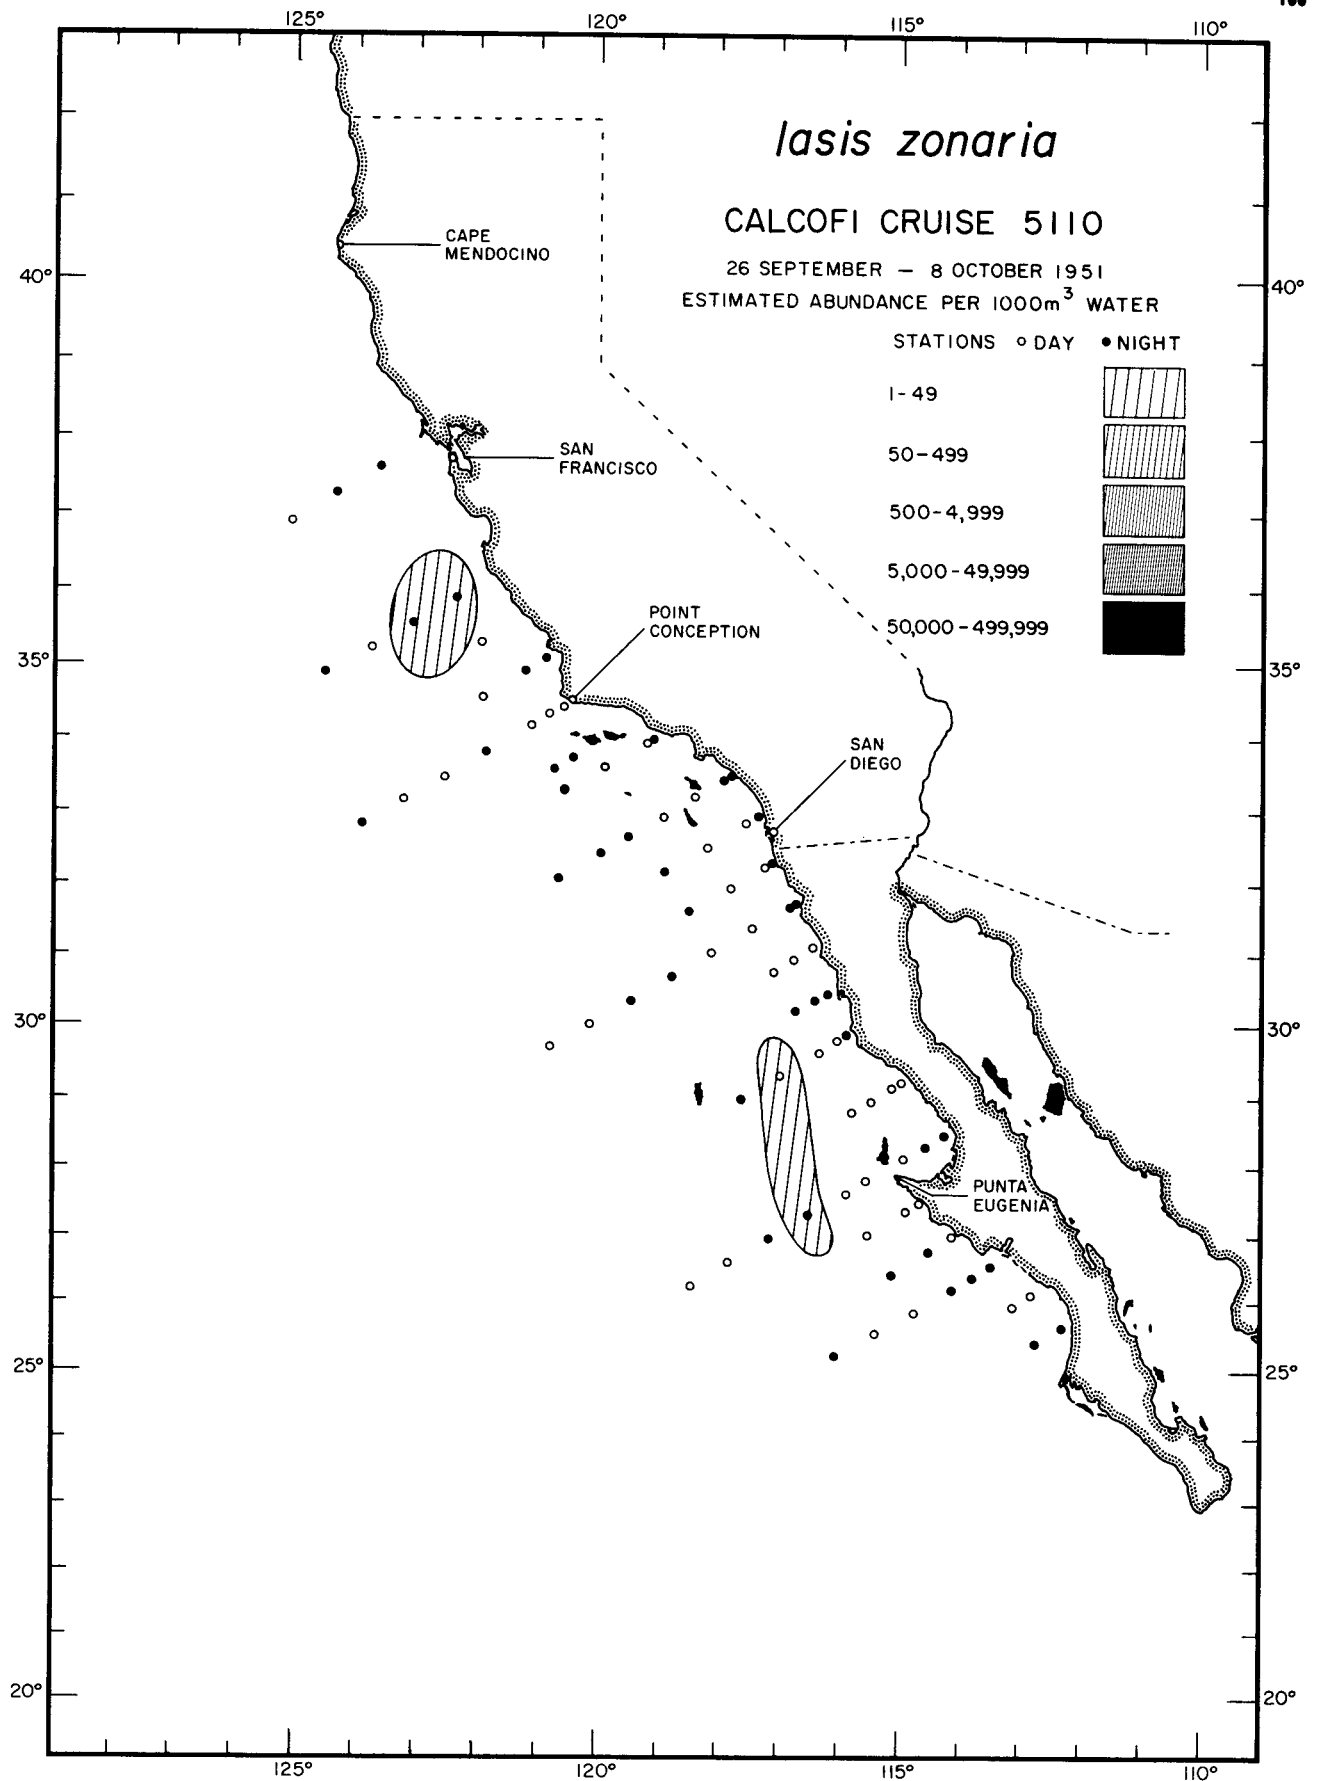 125° 120° 115° 110°
Iasis zonaria
CALCOFI CRUISE 5110
26 SEPTEMBER — 8 OCTOBER 1951
ESTIMATED ABUNDANCE PER 1000m³ WATER
STATIONS ○ DAY ● NIGHT
1-49
50-499
500-4,999
5,000-49,999
50,000-499,999
CAPE
MENDOCINO
40° 40°
SAN
FRANCISCO
POINT
CONCEPTION
35° 35°
SAN
DIEGO
30° 30°
PUNTA
EUGENIA
25° 25°
20° 20°
125° 120° 115° 110°